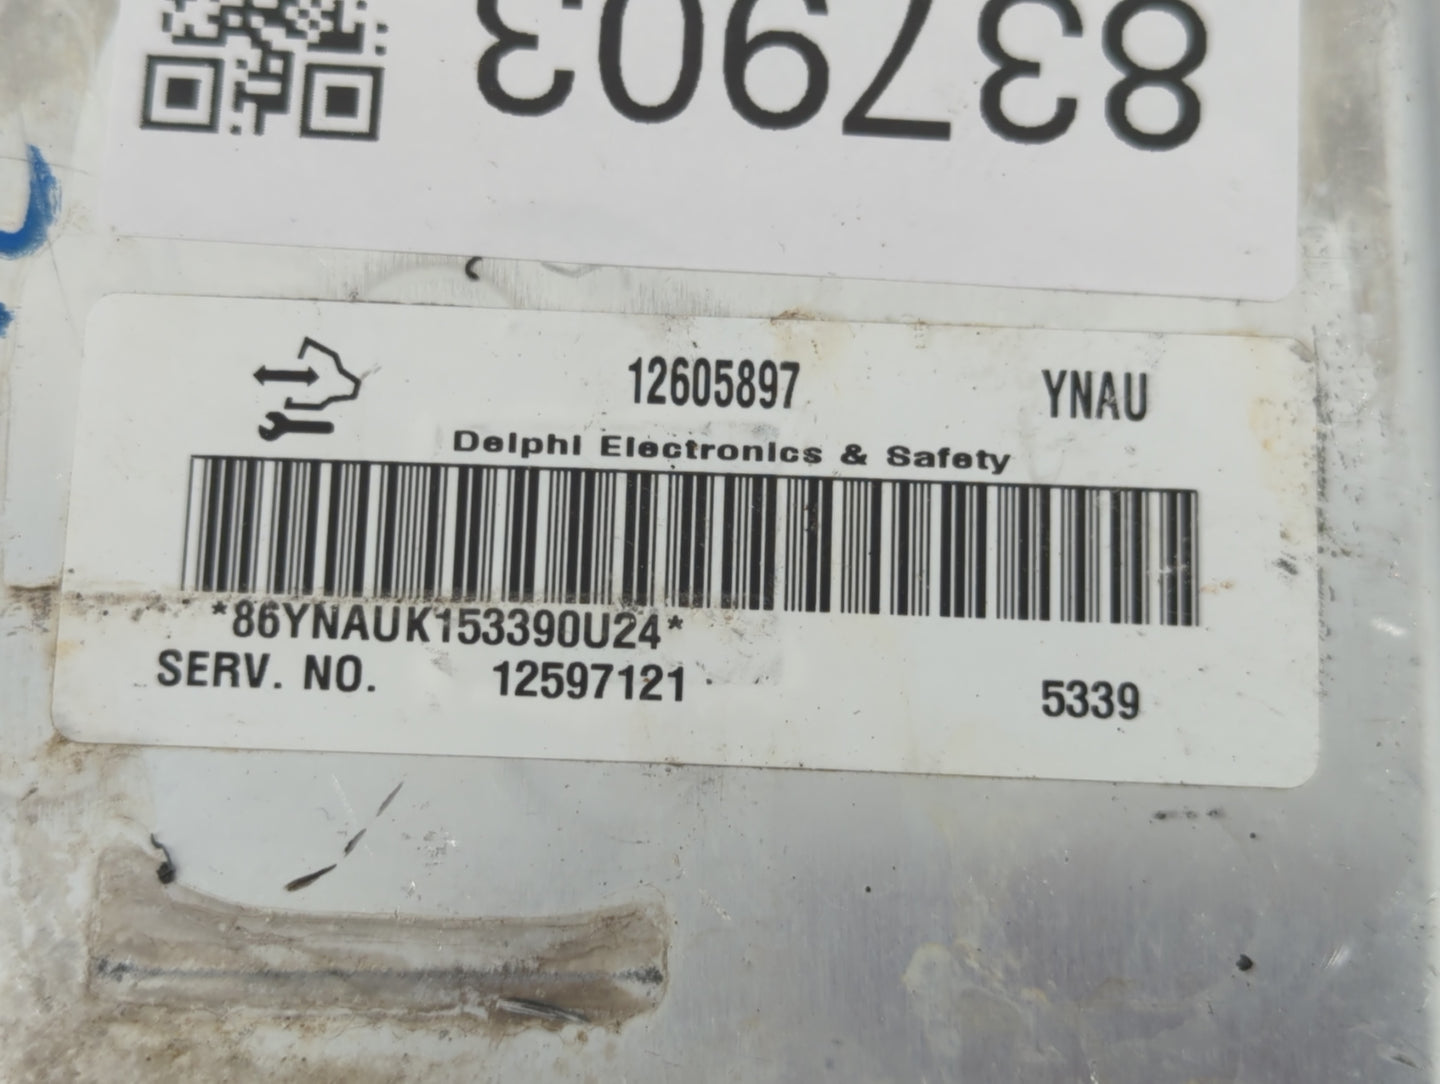 837903
12605897 YNAU
Delphi Electronics & Safety
*86YNAUK153390U24*
SERV. NO. 12597121 5339